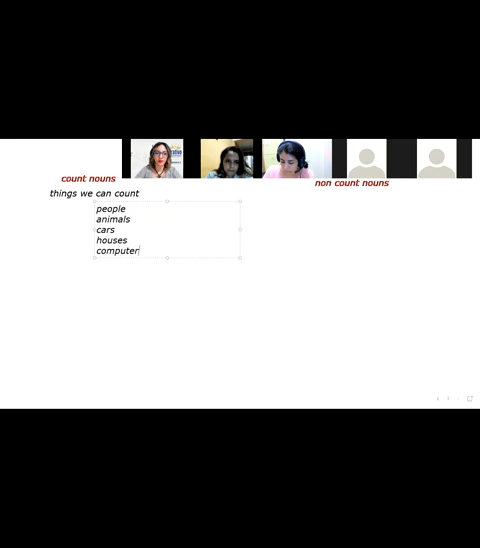 count nouns
non count nouns
things we can count
people
animals
cars
houses
computer